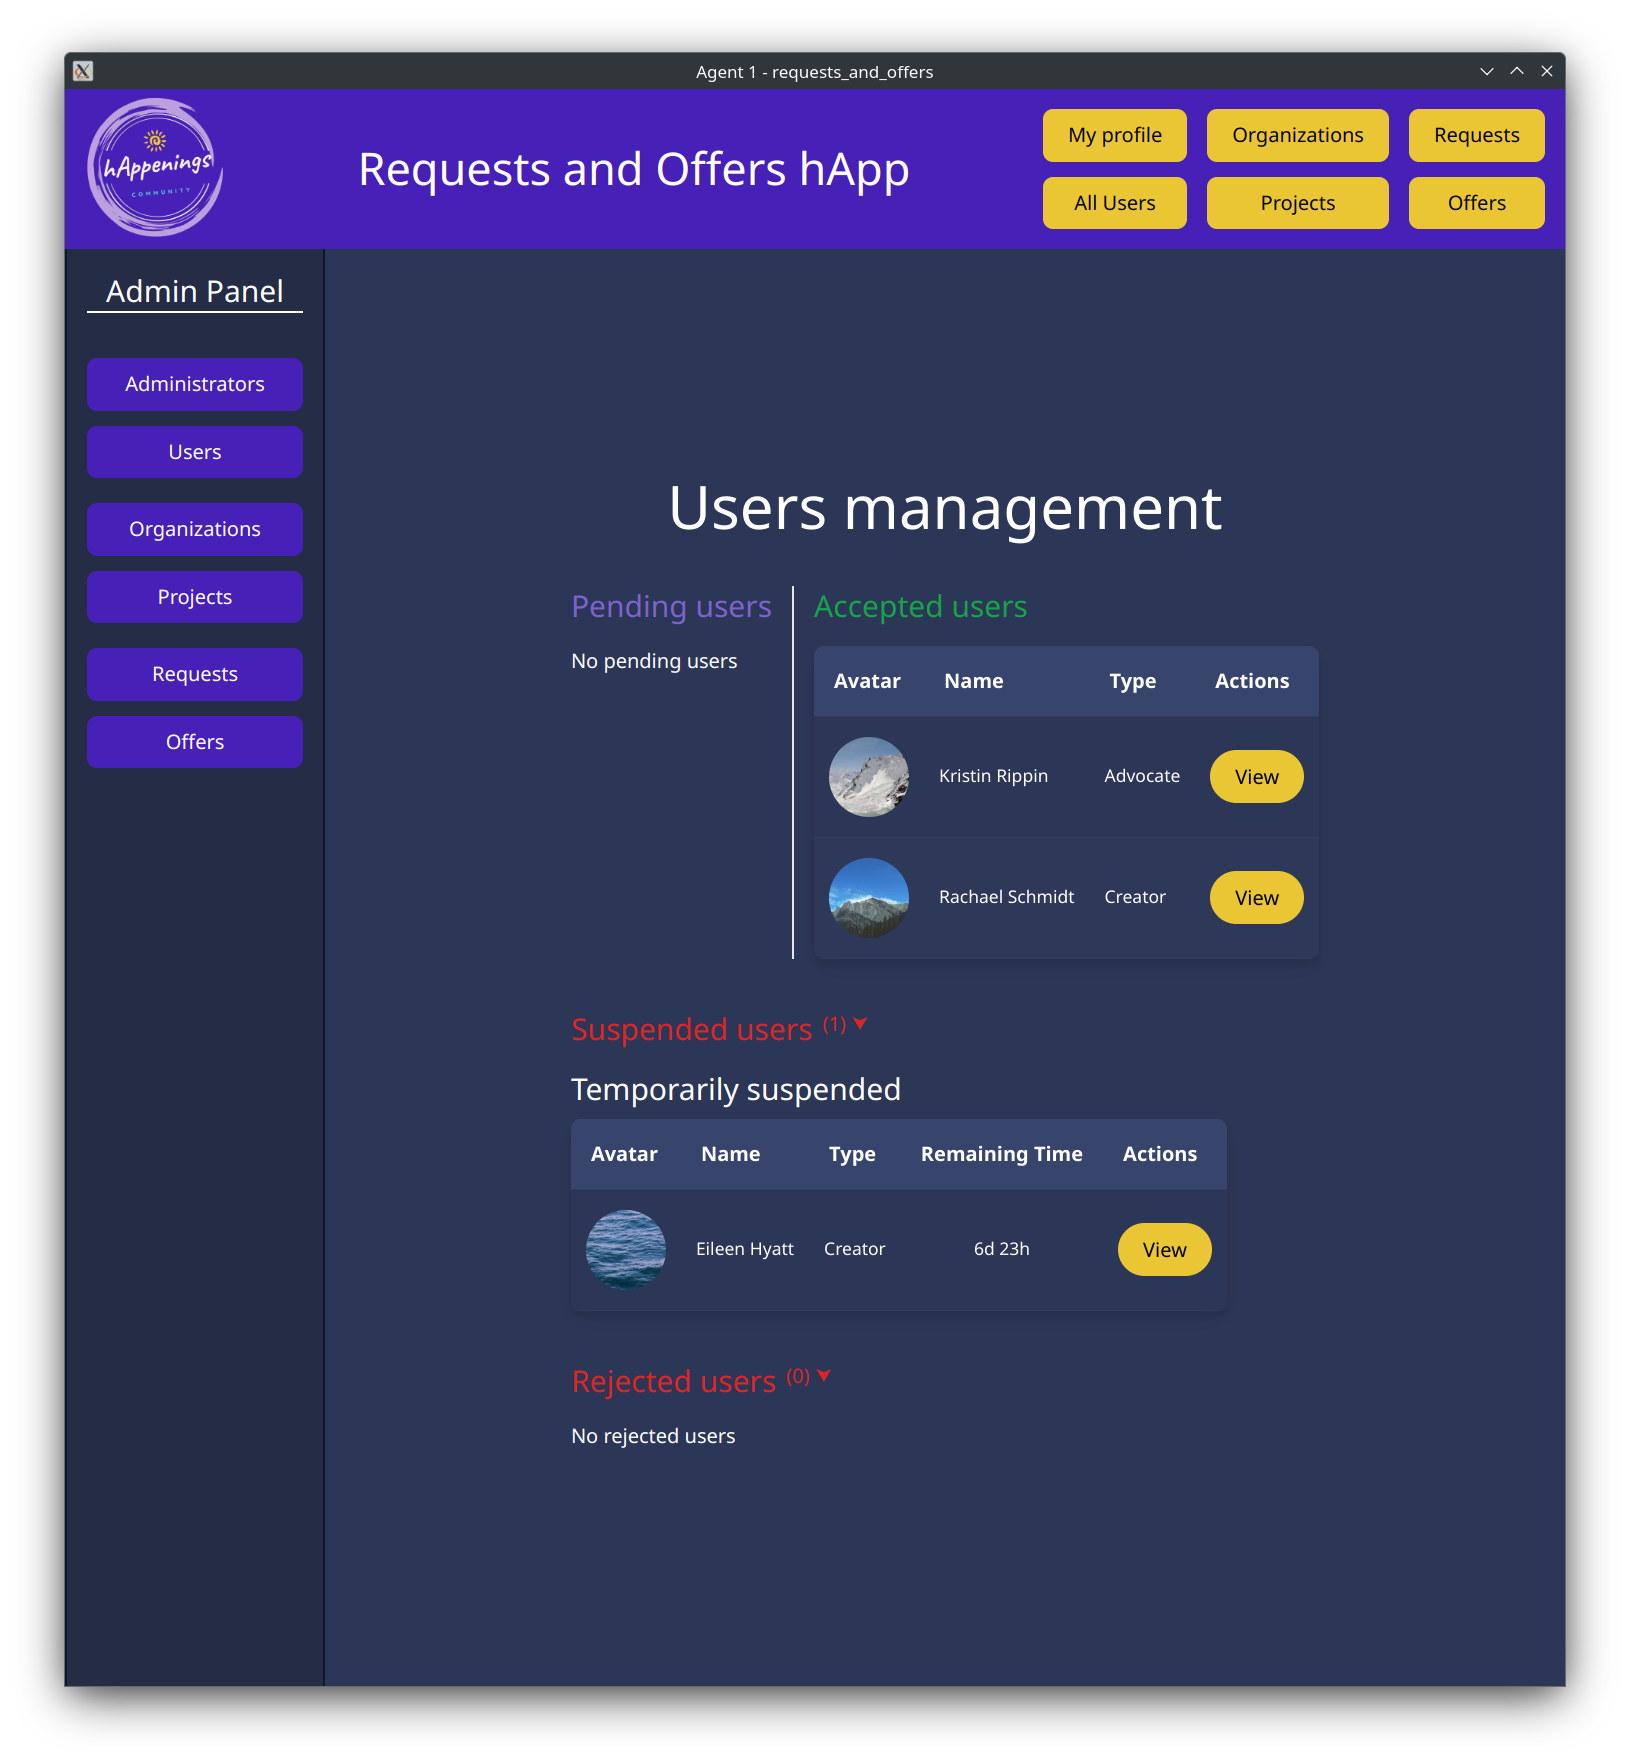 Agent 1 - requests_and_offers
hAppenings
COMMUNITY
Requests and Offers hApp
My profile
Organizations
Requests
All Users
Projects
Offers
Admin Panel
Administrators
Users
Organizations
Projects
Requests
Offers
Users management
Pending users
No pending users
Accepted users
Avatar Name Type Actions
Kristin Rippin Advocate View
Rachael Schmidt Creator View
Suspended users (1)
Temporarily suspended
Avatar Name Type Remaining Time Actions
Eileen Hyatt Creator 6d 23h View
Rejected users (0)
No rejected users